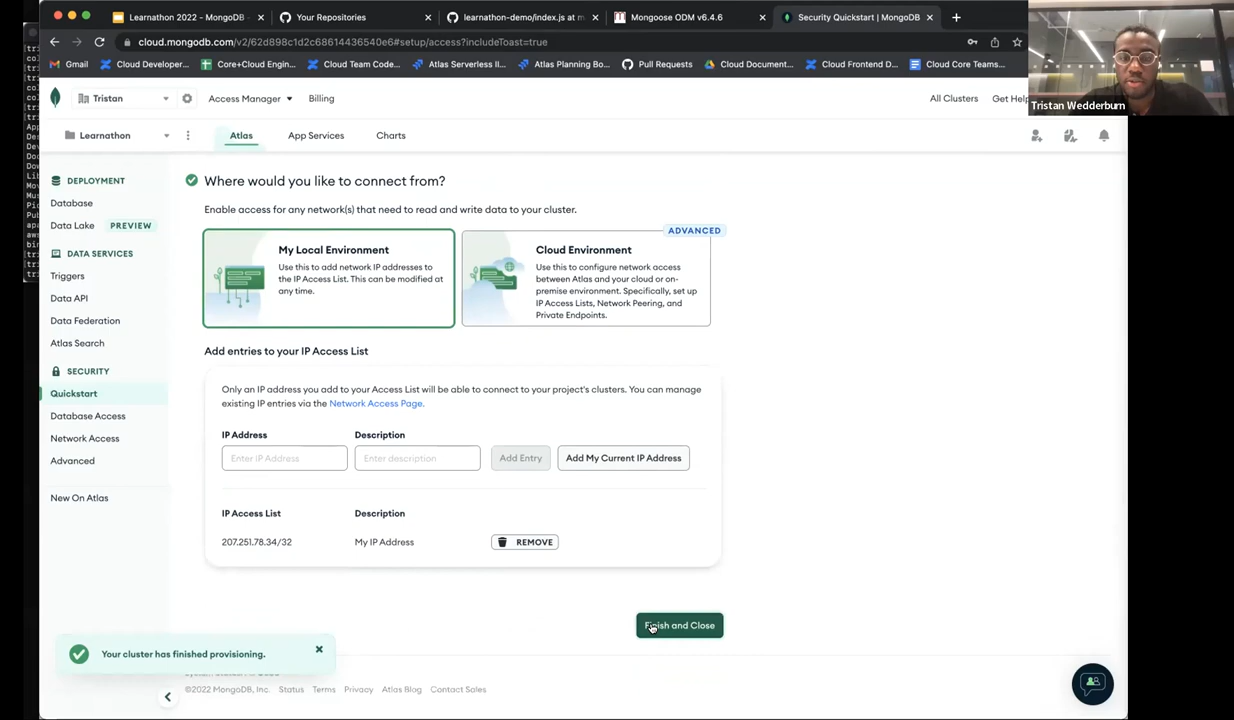 Learnathon 2022 - MongoDB
Your Repositories
learnathon-demo/index.js at m
Mongoose ODM v6.4.6
Security Quickstart | MongoDB
cloud.mongodb.com/v2/62d898c1d2c68614436540e6#setup/access?includeToast=true
Gmail
Cloud Developer...
Core+Cloud Engin...
Cloud Team Code...
Atlas Serverless II...
Atlas Planning Bo...
Pull Requests
Cloud Document...
Cloud Frontend D...
Cloud Core Teams...
Tristan Wedderburn
Tristan
Access Manager
Billing
All Clusters
Get Help
Learnathon
Atlas
App Services
Charts
DEPLOYMENT
Database
Data Lake PREVIEW
DATA SERVICES
Triggers
Data API
Data Federation
Atlas Search
SECURITY
Quickstart
Database Access
Network Access
Advanced
New On Atlas
Where would you like to connect from?
Enable access for any network(s) that need to read and write data to your cluster.
My Local Environment
Use this to add network IP addresses to
the IP Access List. This can be modified at
any time.
ADVANCED
Cloud Environment
Use this to configure network access
between Atlas and your cloud or on-
premise environment. Specifically, set up
IP Access Lists, Network Peering, and
Private Endpoints.
Add entries to your IP Access List
Only an IP address you add to your Access List will be able to connect to your project's clusters. You can manage
existing IP entries via the Network Access Page.
IP Address
Description
Enter IP Address
Enter description
Add Entry
Add My Current IP Address
IP Access List
Description
207.251.78.34/32
My IP Address
REMOVE
Finish and Close
Your cluster has finished provisioning.
©2022 MongoDB, Inc.
Status
Terms
Privacy
Atlas Blog
Contact Sales